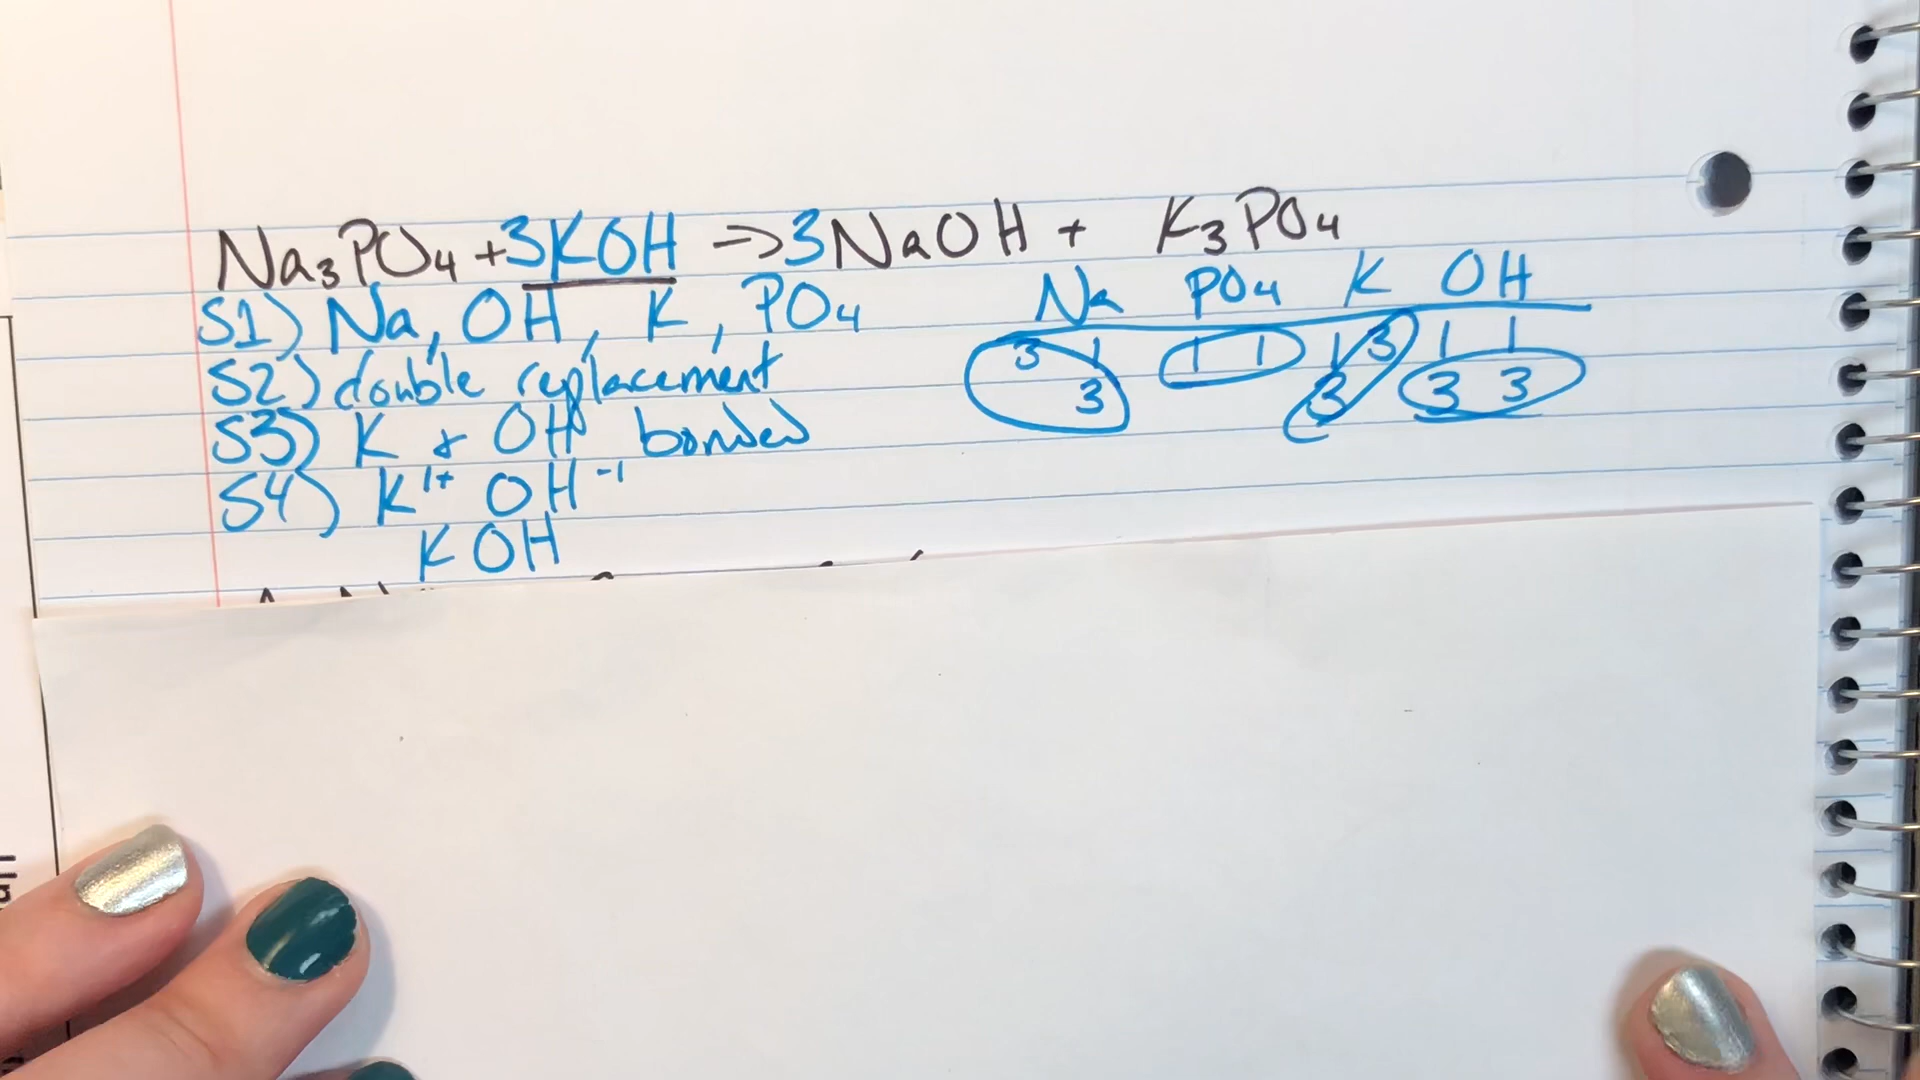 Na₃PO₄ + 3KOH → 3NaOH + K₃PO₄
S1) Na, OH, K, PO₄
S2) double replacement
S3) K & OH bonded
S4) K¹⁺ OH⁻¹
KOH
Na PO₄ K OH
3 1 1 1 1 3 1 1
3 3 3 3